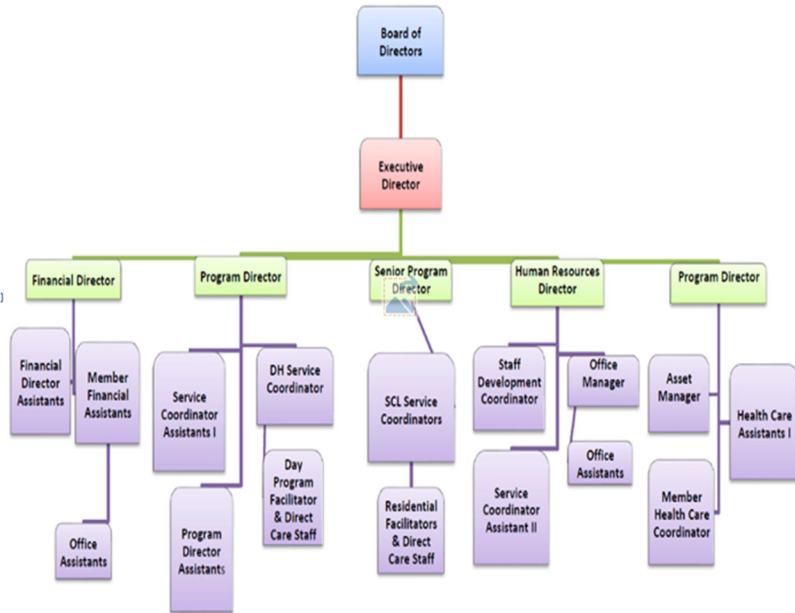 Board of
Directors
Executive
Director
Financial Director
Program Director
Senior Program
Director
Human Resources
Director
Program Director
Financial
Director
Assistants
Member
Financial
Assistants
Office
Assistants
Service
Coordinator
Assistants I
Program
Director
Assistants
DH Service
Coordinator
Day
Program
Facilitator
& Direct
Care Staff
SCL Service
Coordinators
Residential
Facilitators
& Direct
Care Staff
Staff
Development
Coordinator
Service
Coordinator
Assistant II
Office
Manager
Office
Assistants
Asset
Manager
Member
Health Care
Coordinator
Health Care
Assistants I